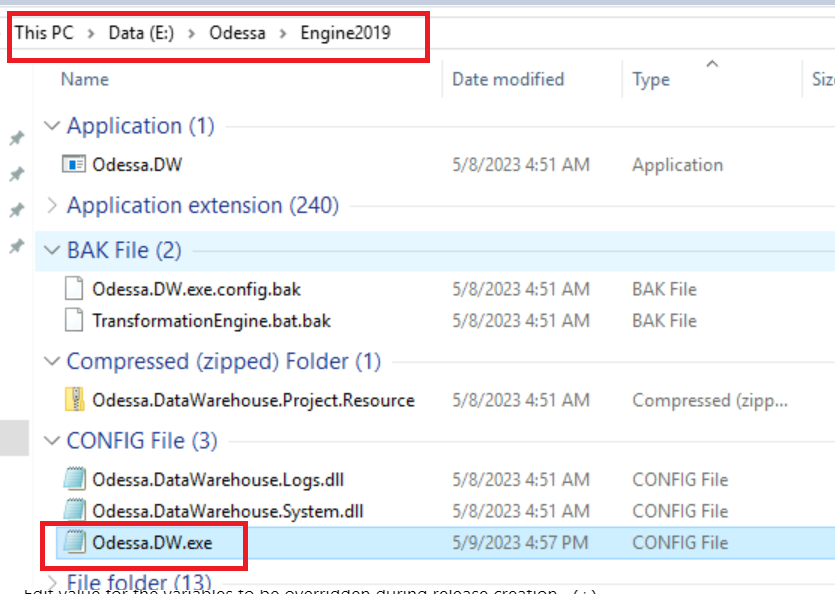 This PC > Data (E:) > Odessa > Engine2019
Name Date modified Type Siz
Application (1)
Odessa.DW 5/8/2023 4:51 AM Application
Application extension (240)
BAK File (2)
Odessa.DW.exe.config.bak 5/8/2023 4:51 AM BAK File
TransformationEngine.bat.bak 5/8/2023 4:51 AM BAK File
Compressed (zipped) Folder (1)
Odessa.DataWarehouse.Project.Resource 5/8/2023 4:51 AM Compressed (zipp...
CONFIG File (3)
Odessa.DataWarehouse.Logs.dll 5/8/2023 4:51 AM CONFIG File
Odessa.DataWarehouse.System.dll 5/8/2023 4:51 AM CONFIG File
Odessa.DW.exe 5/9/2023 4:57 PM CONFIG File
File folder (13)
Edit value for the variables to be overridden during release creation